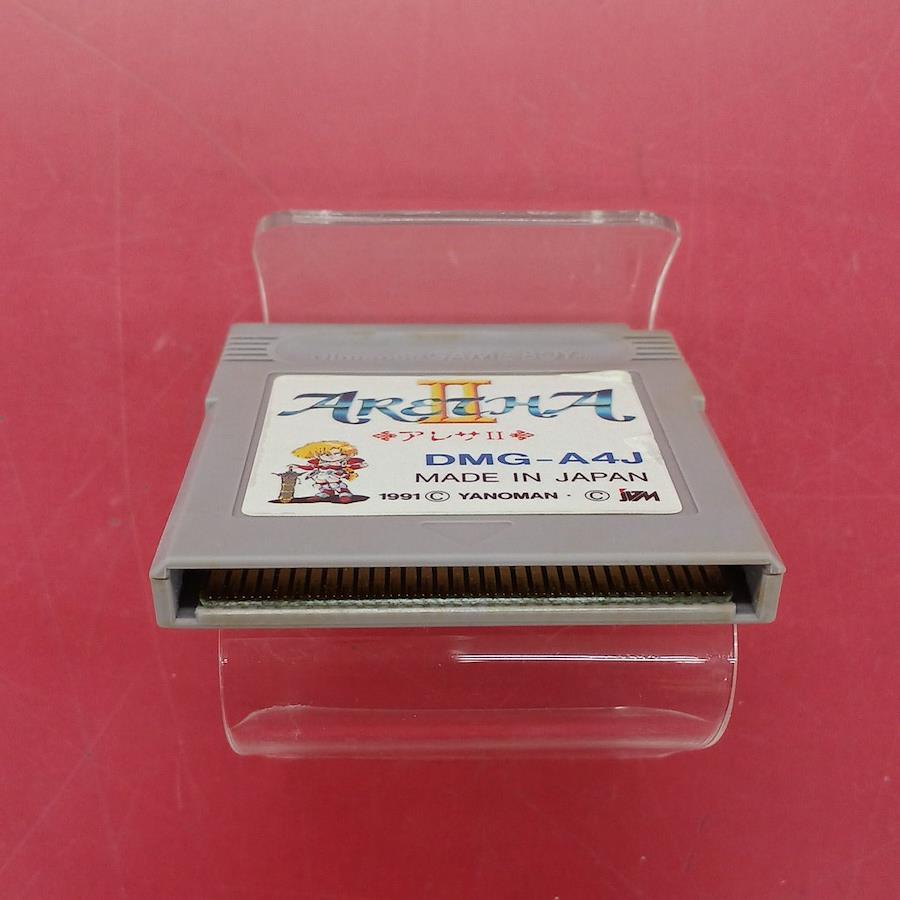 Nintendo GAME BOY
ARETHA II
アレサII
DMG-A4J
MADE IN JAPAN
1991 © YANOMAN · © JVM